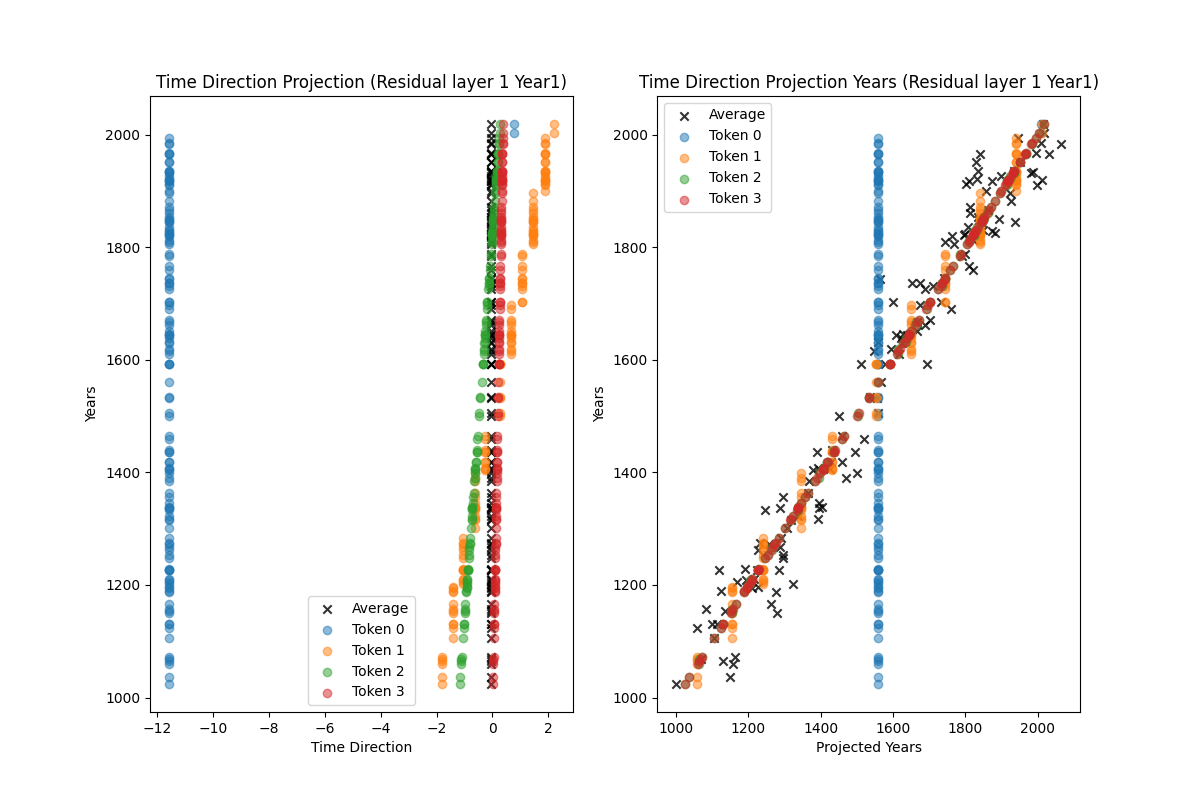 Time Direction Projection (Residual layer 1 Year1)
2000
1800
1600
1400
1200
1000
Years
−12
−10
−8
−6
−4
−2
0
2
Time Direction
Average
Token 0
Token 1
Token 2
Token 3
Time Direction Projection Years (Residual layer 1 Year1)
Average
Token 0
Token 1
Token 2
Token 3
2000
1800
1600
1400
1200
1000
Years
1000
1200
1400
1600
1800
2000
Projected Years